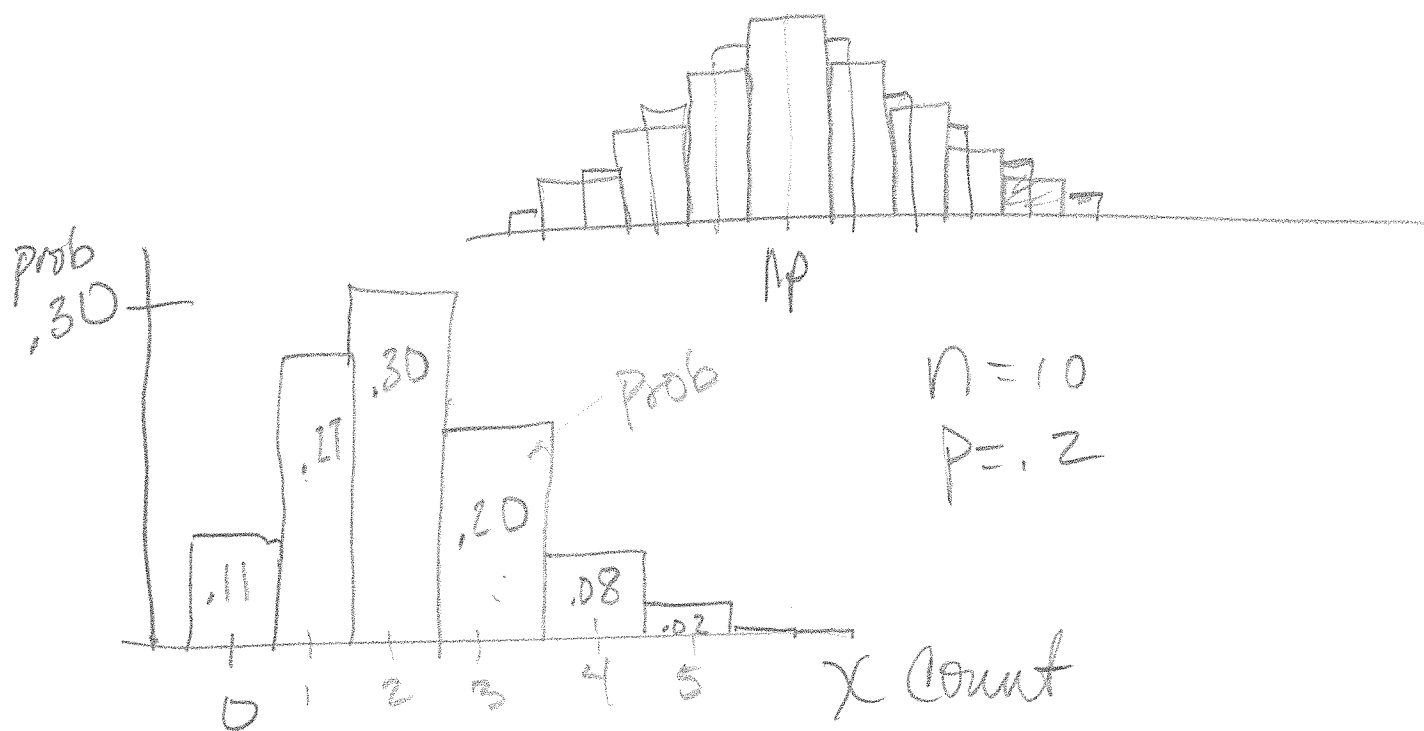 np
prob
.30
n = 10
p = .2
prob
.11
.27
.30
.20
.08
.02
0 1 2 3 4 5
X count